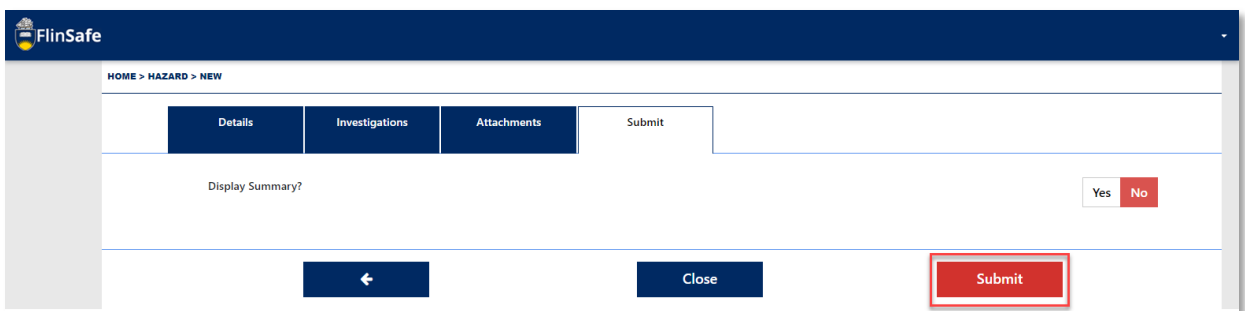 FlinSafe
HOME > HAZARD > NEW
Details Investigations Attachments Submit
Display Summary? Yes No
Close Submit